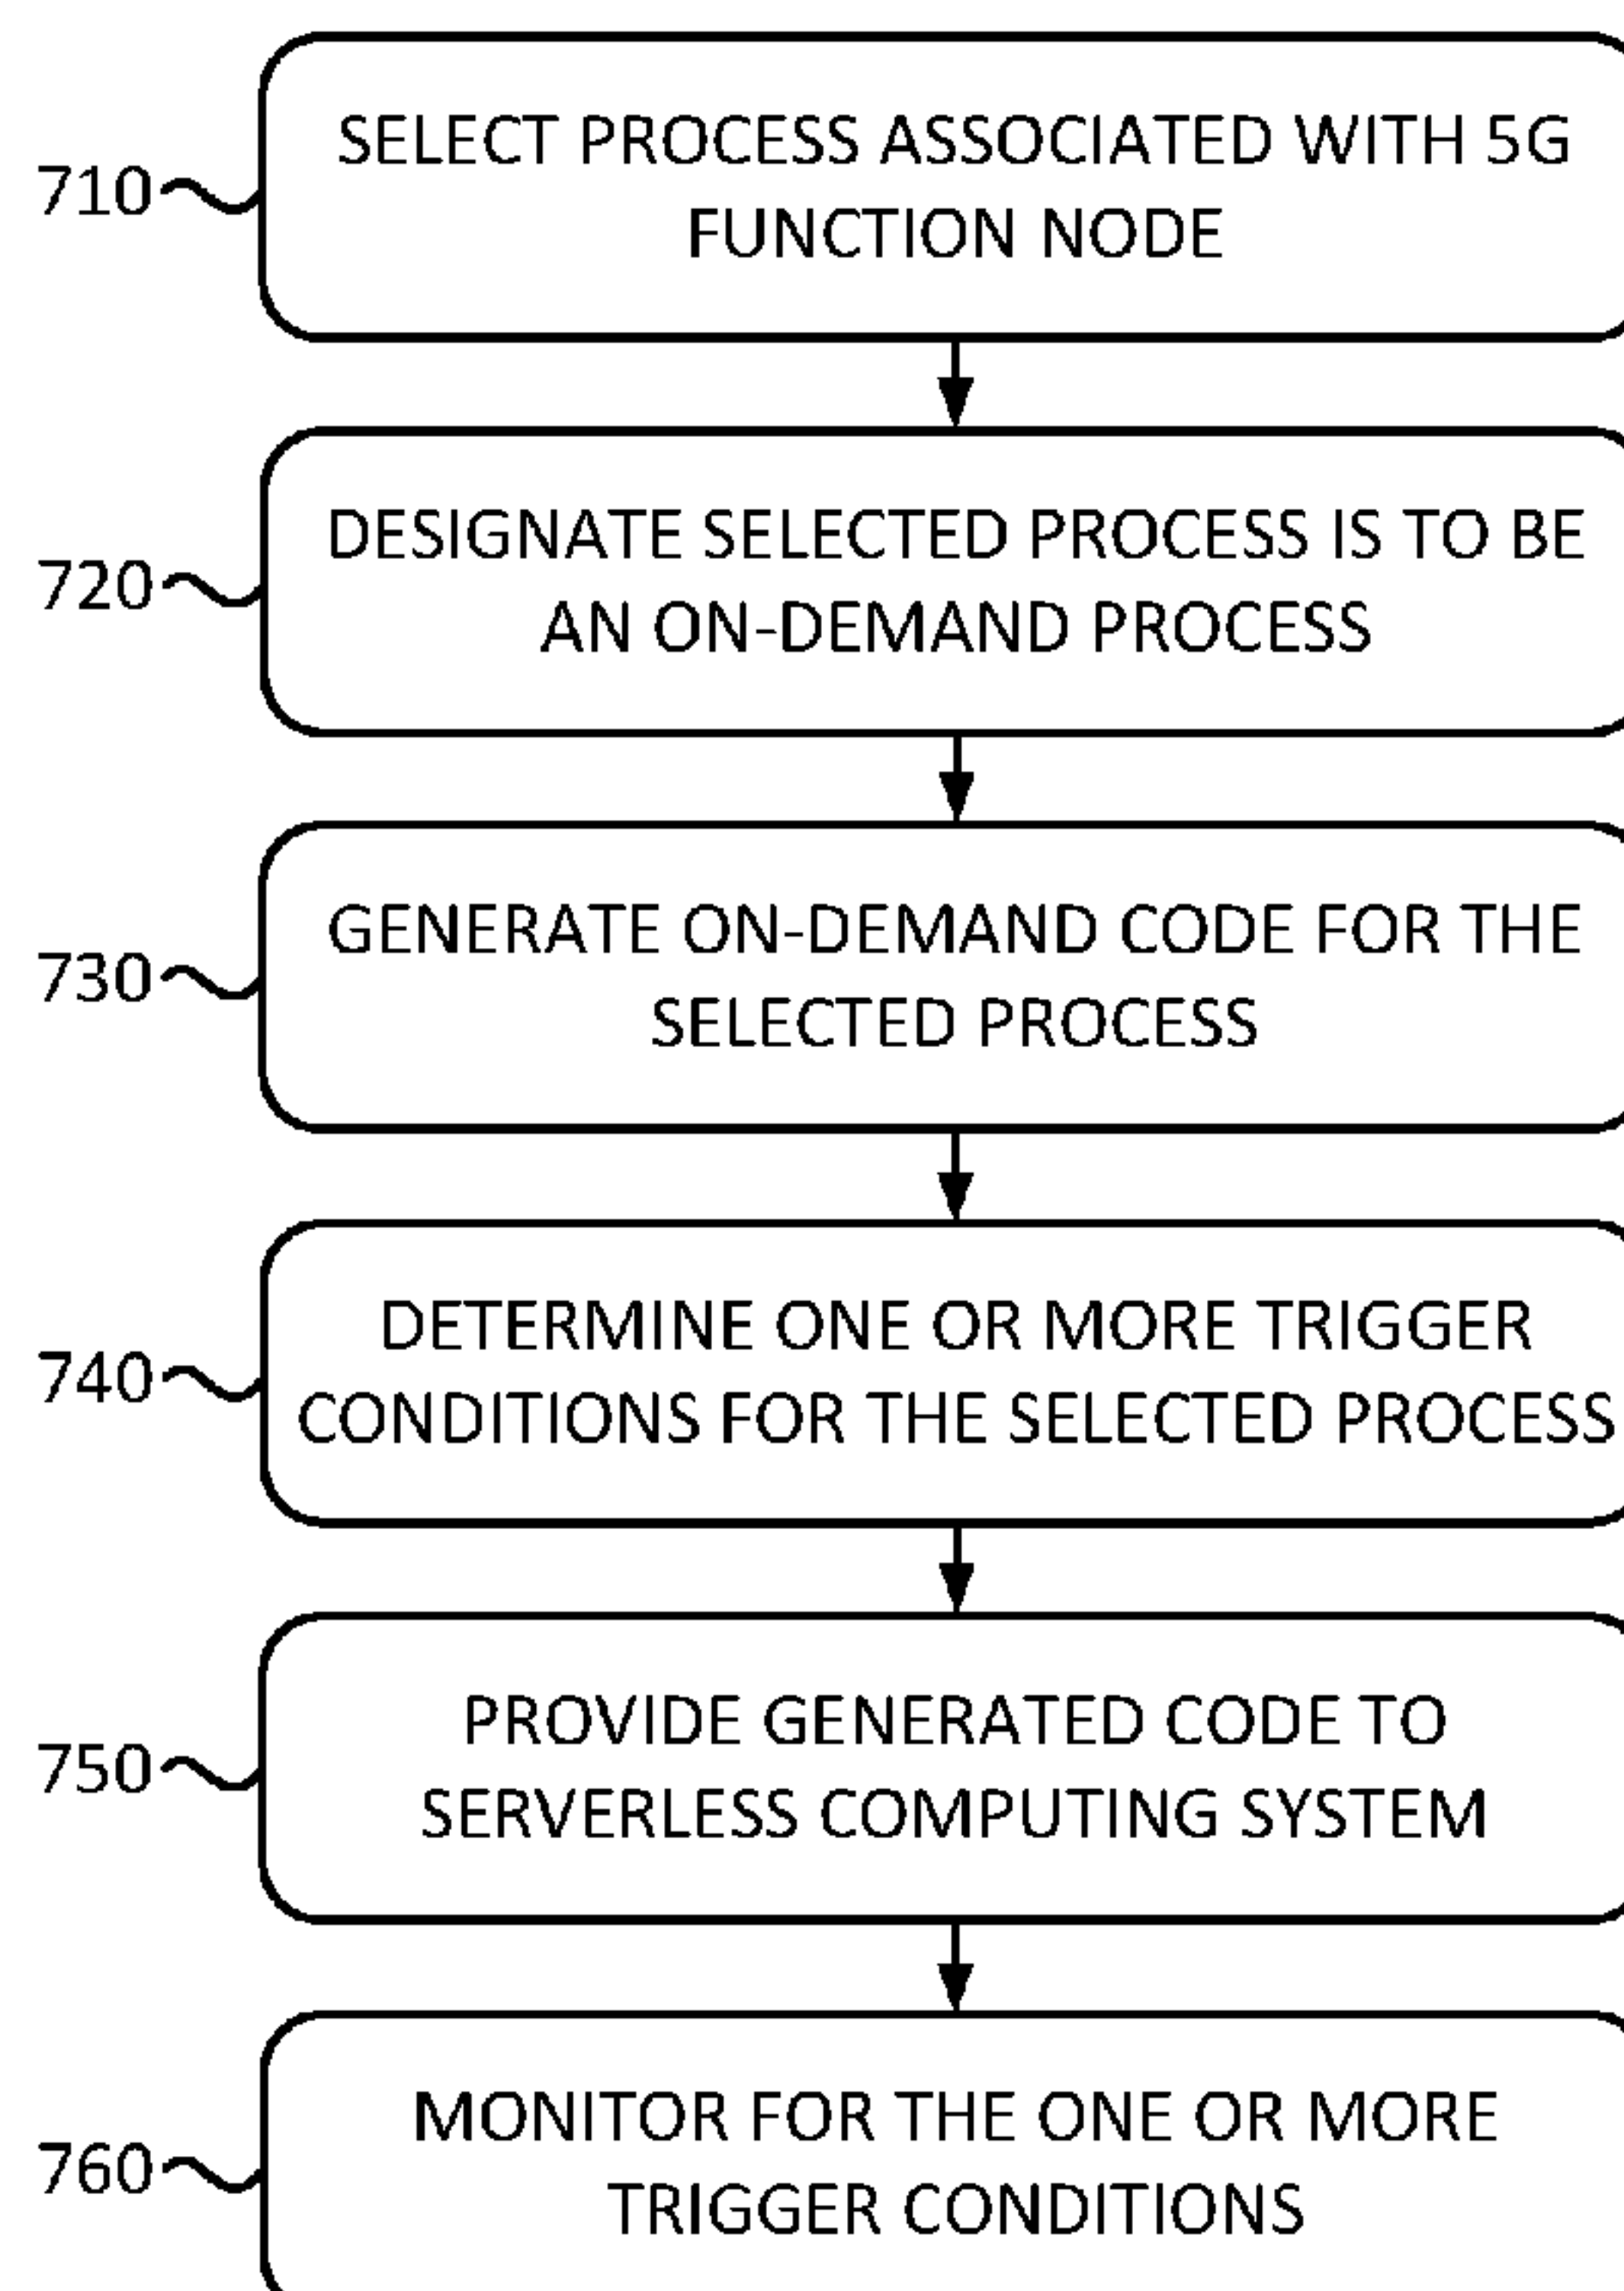 710
SELECT PROCESS ASSOCIATED WITH 5G
FUNCTION NODE
720
DESIGNATE SELECTED PROCESS IS TO BE
AN ON-DEMAND PROCESS
730
GENERATE ON-DEMAND CODE FOR THE
SELECTED PROCESS
740
DETERMINE ONE OR MORE TRIGGER
CONDITIONS FOR THE SELECTED PROCESS
750
PROVIDE GENERATED CODE TO
SERVERLESS COMPUTING SYSTEM
760
MONITOR FOR THE ONE OR MORE
TRIGGER CONDITIONS